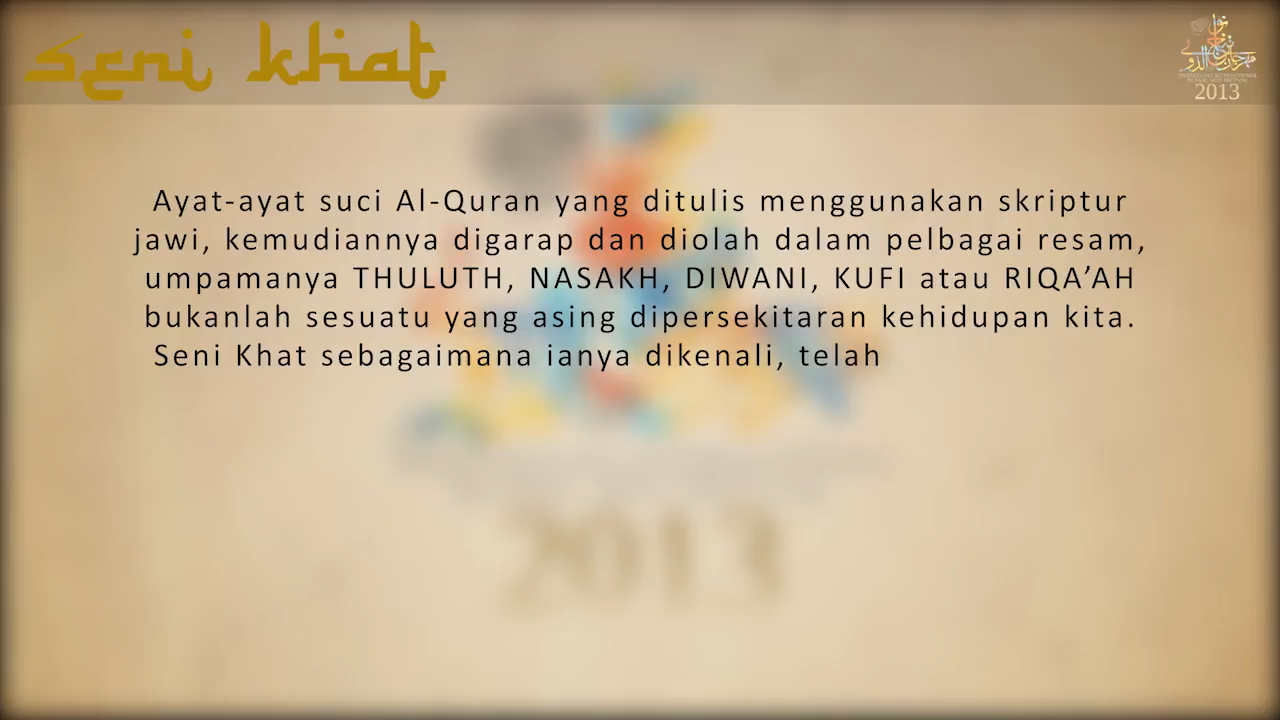 seni khat
2013
Ayat-ayat suci Al-Quran yang ditulis menggunakan skriptur
jawi, kemudiannya digarap dan diolah dalam pelbagai resam,
umpamanya THULUTH, NASAKH, DIWANI, KUFI atau RIQA’AH
bukanlah sesuatu yang asing dipersekitaran kehidupan kita.
Seni Khat sebagaimana ianya dikenali, telah
2013